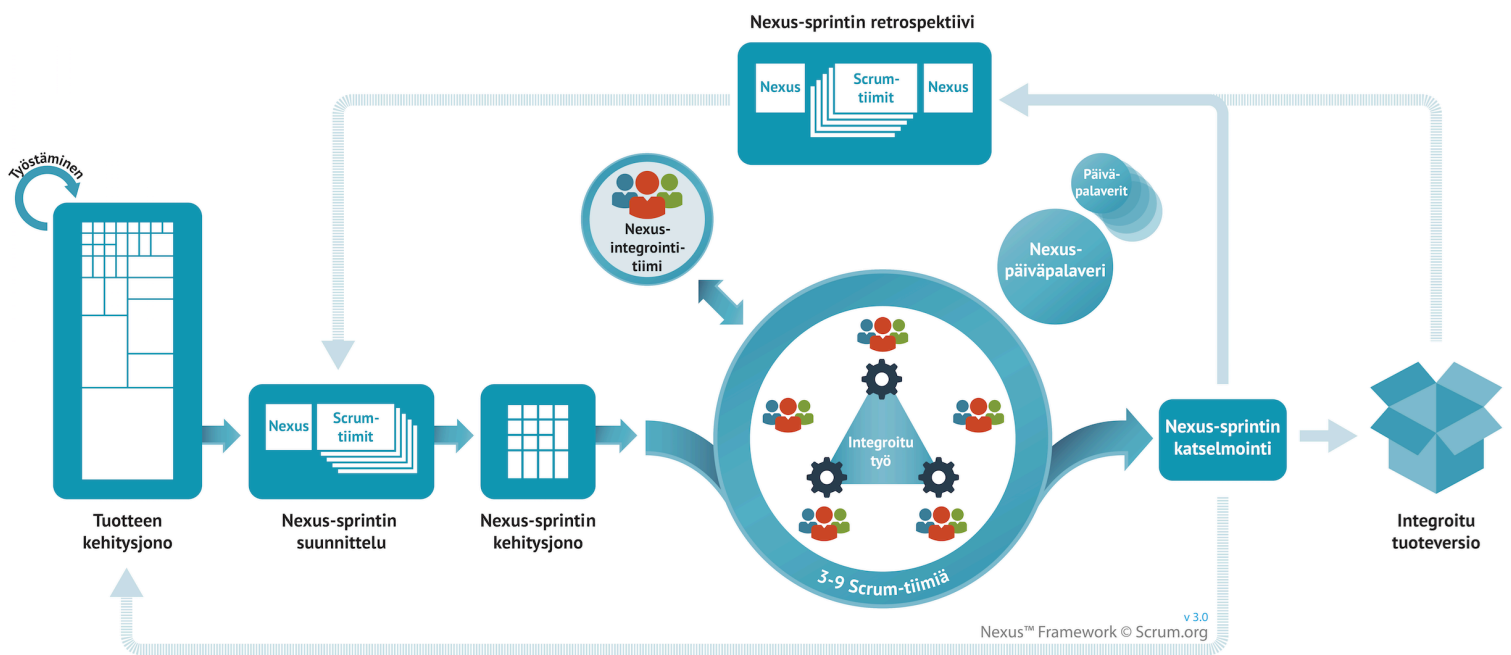 Nexus-sprintin retrospektiivi
Nexus
Scrum-
tiimit
Nexus
Työstäminen
Päivä-
palaverit
Nexus-
päiväpalaveri
Nexus-
integrointi-
tiimi
Nexus
Scrum-
tiimit
Integroitu
työ
Nexus-sprintin
katselmointi
Tuotteen
kehitysjono
Nexus-sprintin
suunnittelu
Nexus-sprintin
kehitysjono
Integroitu
tuoteversio
3-9 Scrum-tiimiä
v 3.0
Nexus™ Framework © Scrum.org